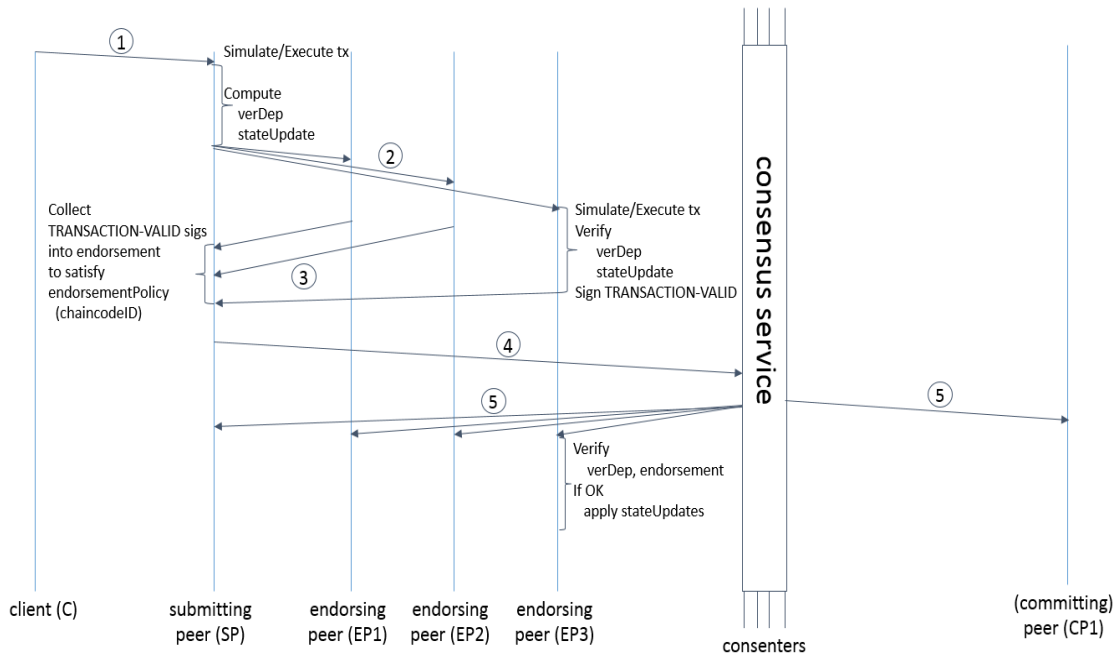 1
Simulate/Execute tx
Compute
verDep
stateUpdate
2
Collect
TRANSACTION-VALID sigs
into endorsement
to satisfy
endorsementPolicy
(chaincodeID)
3
Simulate/Execute tx
Verify
verDep
stateUpdate
Sign TRANSACTION-VALID
4
consensus service
5
5
Verify
verDep, endorsement
If OK
apply stateUpdates
client (C)
submitting
peer (SP)
endorsing
peer (EP1)
endorsing
peer (EP2)
endorsing
peer (EP3)
consenters
(committing)
peer (CP1)